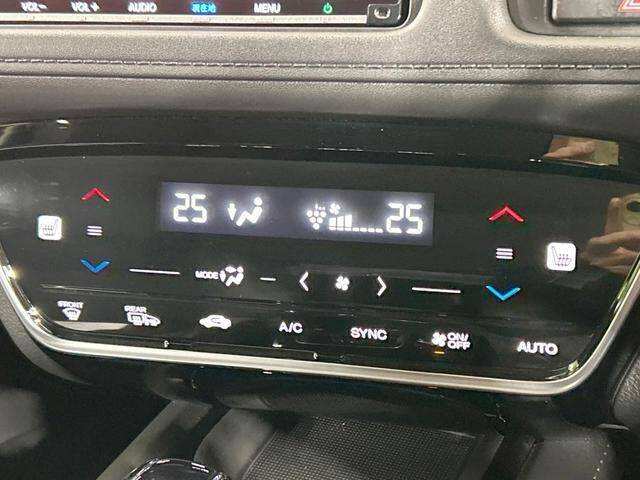 VOL− VOL+ AUDIO 現在地 MENU
25 25
MODE
FRONT REAR A/C SYNC ON/OFF AUTO